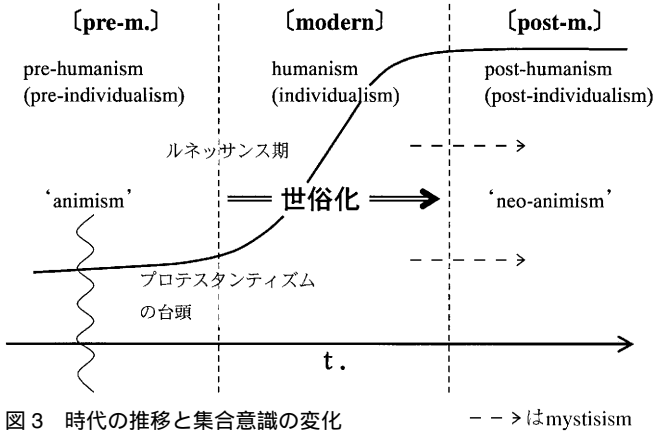 〔pre-m.〕
〔modern〕
〔post-m.〕
pre-humanism
(pre-individualism)
humanism
(individualism)
post-humanism
(post-individualism)
ルネッサンス期
‘animism’
世俗化
‘neo-animism’
プロテスタンティズム
の台頭
t .
図３　時代の推移と集合意識の変化
はmystisism